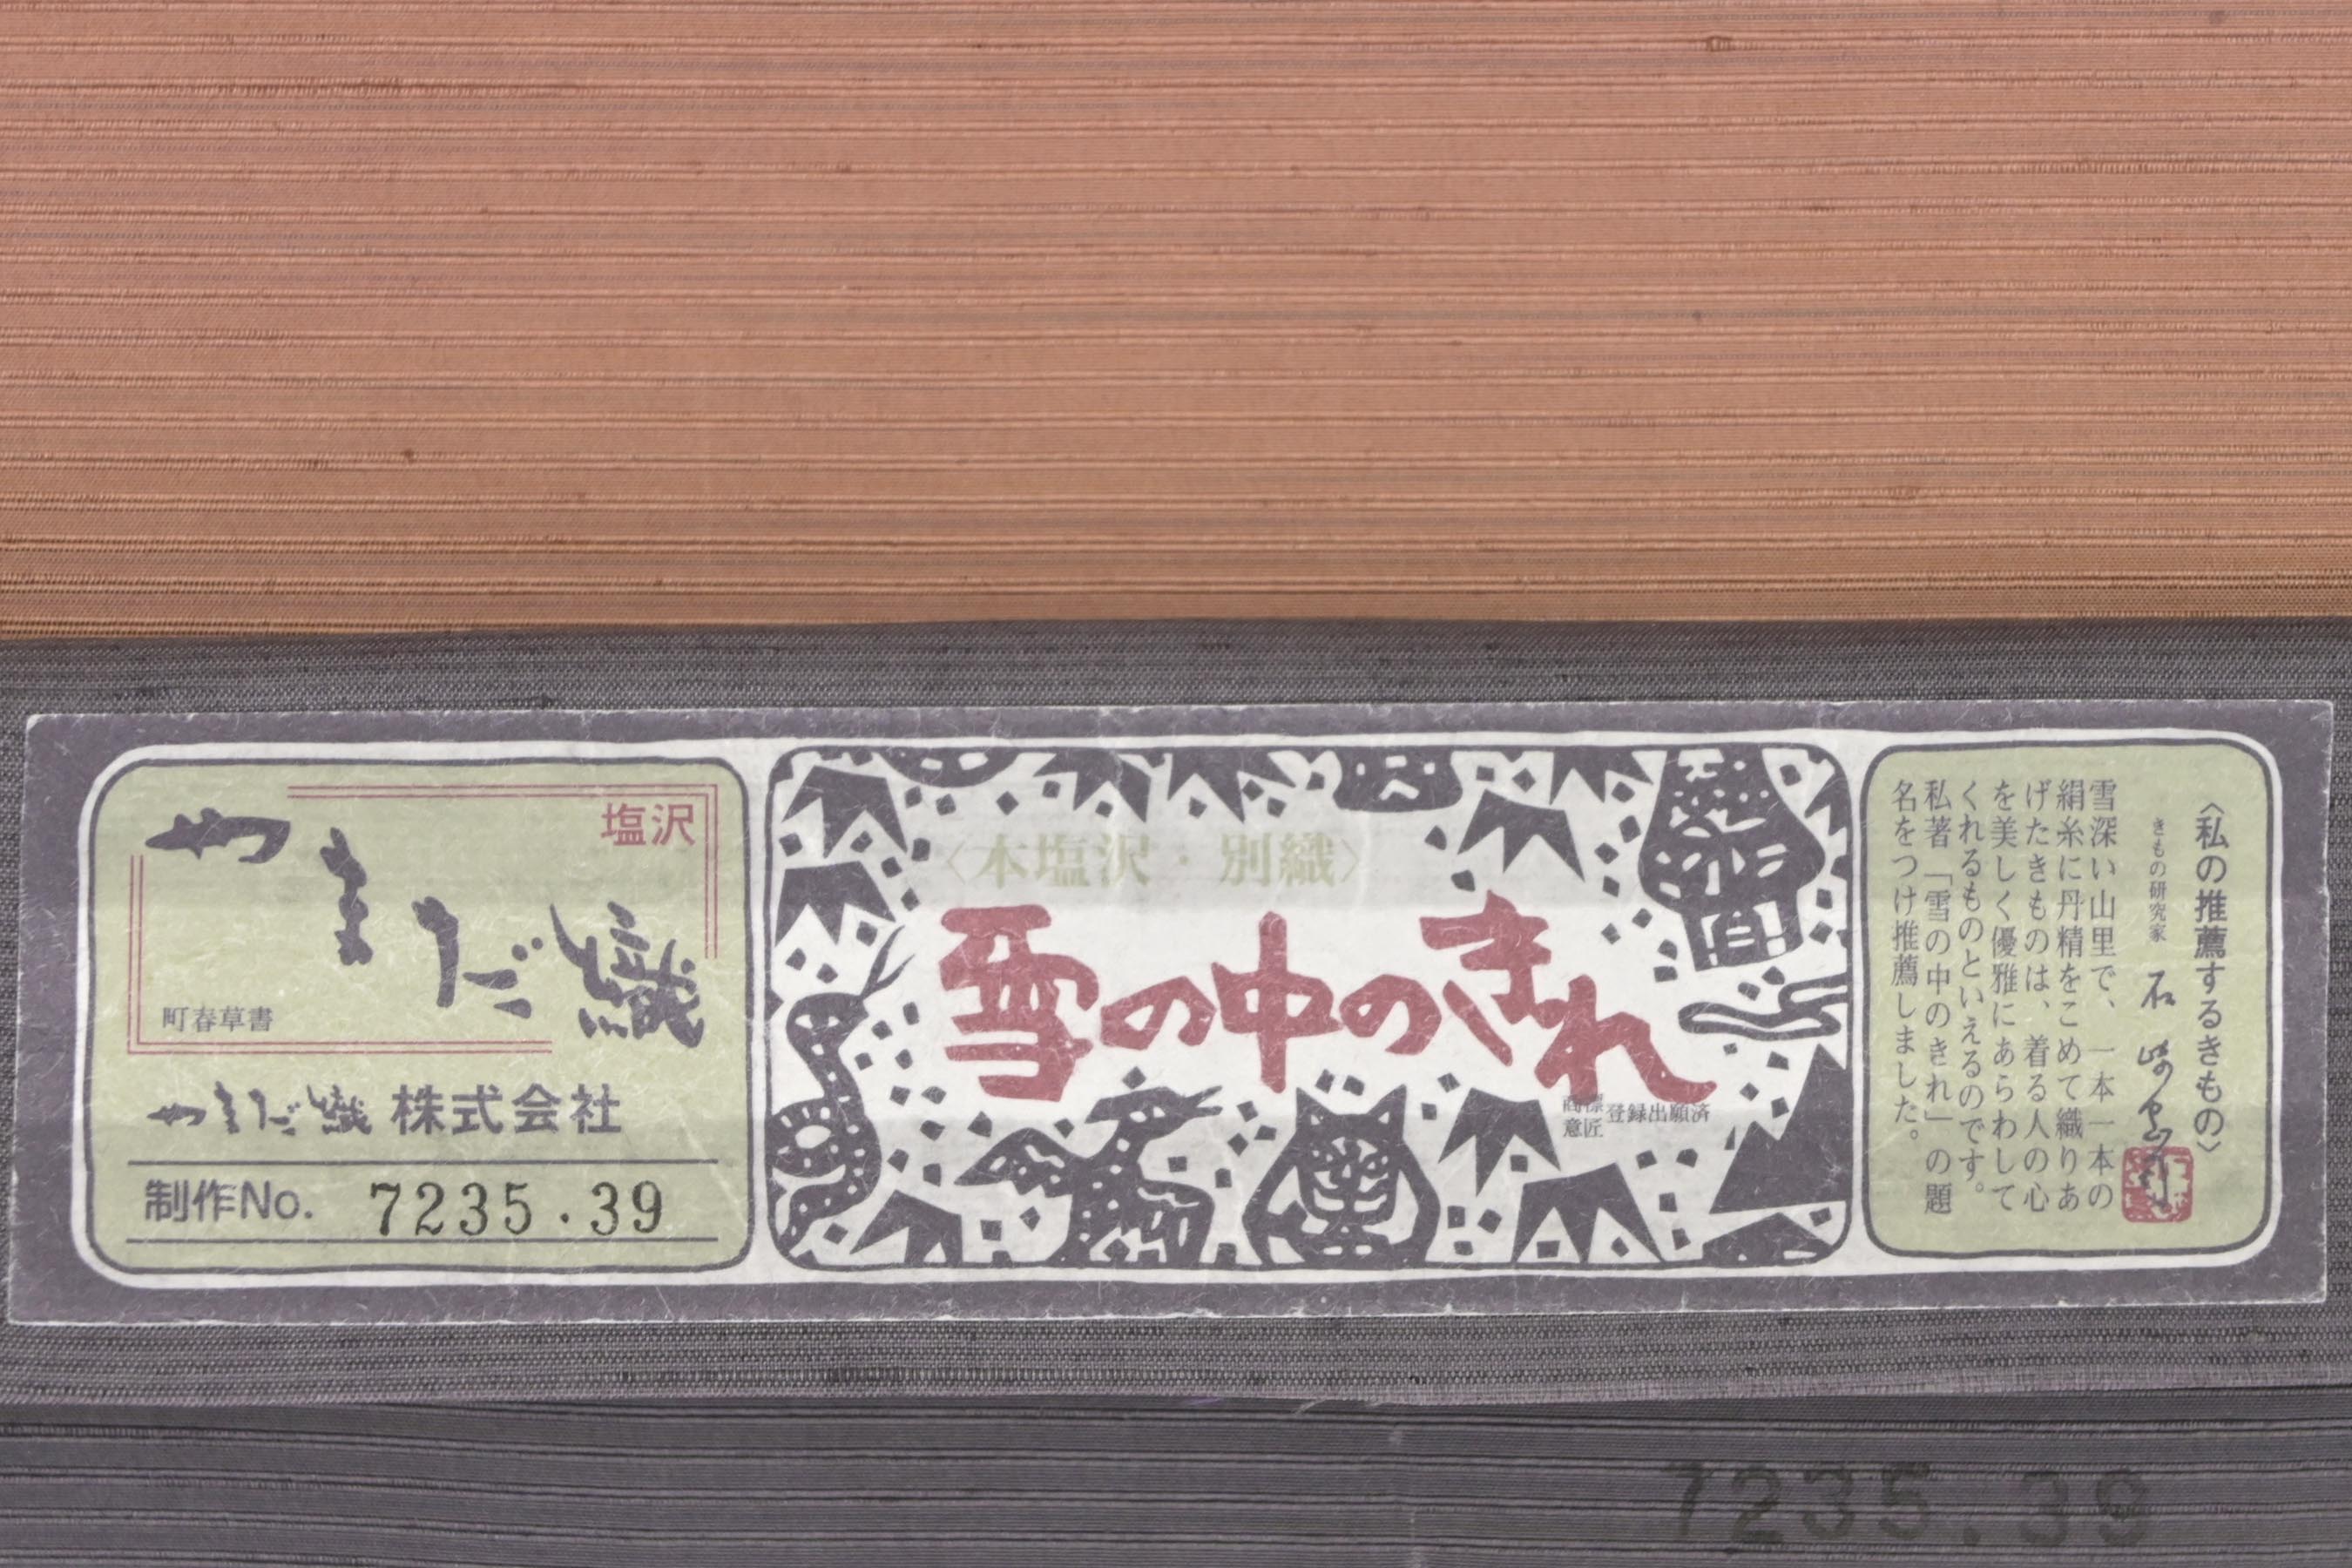 塩沢
やまだ織
町春草書
やまだ織株式会社
制作No. 7235.39
〈本塩沢・別織〉
雪の中のきれ
商標
意匠 登録出願済
〈私の推薦するきもの〉
きもの研究家 石崎忠司
雪深い山里で、一本一本の
絹糸に丹精をこめて織りあ
げたきものは、着る人の心
を美しく優雅にあらわして
くれるものといえるのです。
私著「雪の中のきれ」の題
名をつけ推薦しました。
7235.39